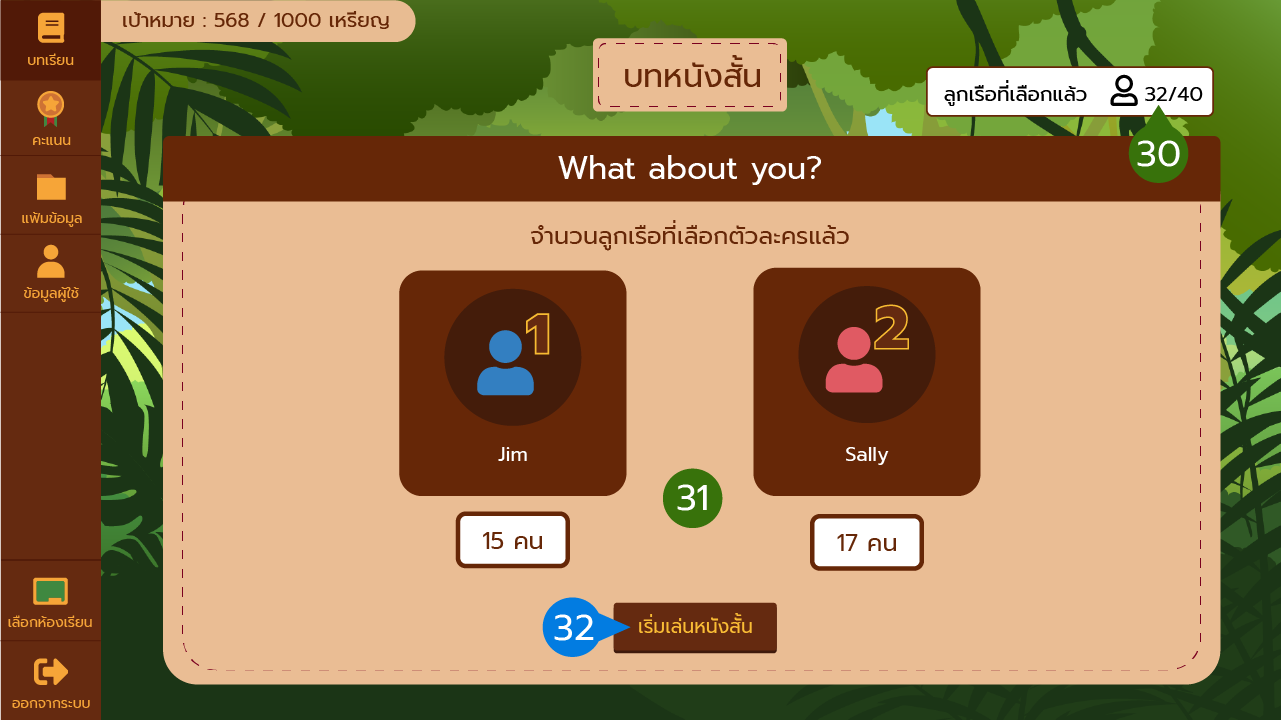 เป้าหมาย : 568 / 1000 เหรียญ
บทเรียน
คะแนน
แฟ้มข้อมูล
ข้อมูลผู้ใช้
เลือกห้องเรียน
ออกจากระบบ
บทหนังสั้น
ลูกเรือที่เลือกแล้ว 32/40
30
What about you?
จำนวนลูกเรือที่เลือกตัวละครแล้ว
1
2
Jim
Sally
31
15 คน
17 คน
32
เริ่มเล่นหนังสั้น